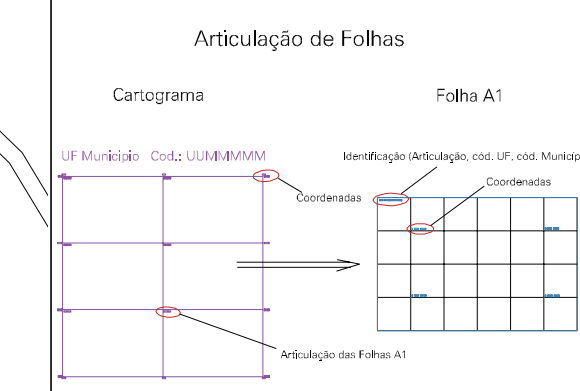 Articulação de Folhas
Cartograma
Folha A1
UF Municipio Cod.: UUMMMMM
Identificação (Articulação, cód. UF, cód. Municíp
Coordenadas
Coordenadas
Articulação das Folhas A1